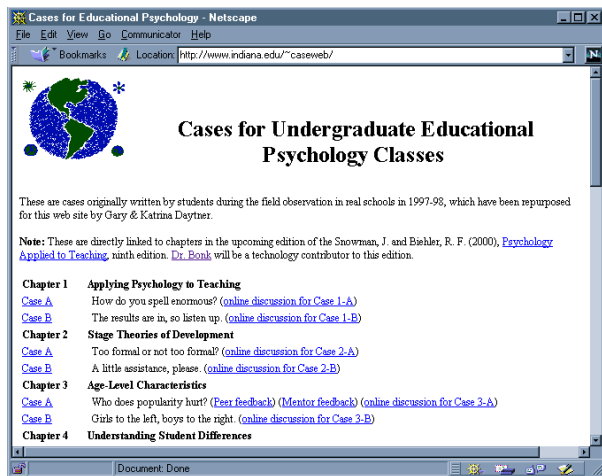 Cases for Educational Psychology - Netscape
File Edit View Go Communicator Help
Bookmarks Location: http://www.indiana.edu/~caseweb/ N
Cases for Undergraduate Educational
Psychology Classes
These are cases originally written by students during the field observation in real schools in 1997-98, which have been repurposed
for this web site by Gary & Katrina Daytner.
Note: These are directly linked to chapters in the upcoming edition of the Snowman, J. and Biehler, R. F. (2000), Psychology
Applied to Teaching, ninth edition. Dr. Bonk will be a technology contributor to this edition.
Chapter 1 Applying Psychology to Teaching
Case A How do you spell enormous? (online discussion for Case 1-A)
Case B The results are in, so listen up. (online discussion for Case 1-B)
Chapter 2 Stage Theories of Development
Case A Too formal or not too formal? (online discussion for Case 2-A)
Case B A little assistance, please. (online discussion for Case 2-B)
Chapter 3 Age-Level Characteristics
Case A Who does popularity hurt? (Peer feedback) (Mentor feedback) (online discussion for Case 3-A)
Case B Girls to the left, boys to the right. (online discussion for Case 3-B)
Chapter 4 Understanding Student Differences
Document: Done